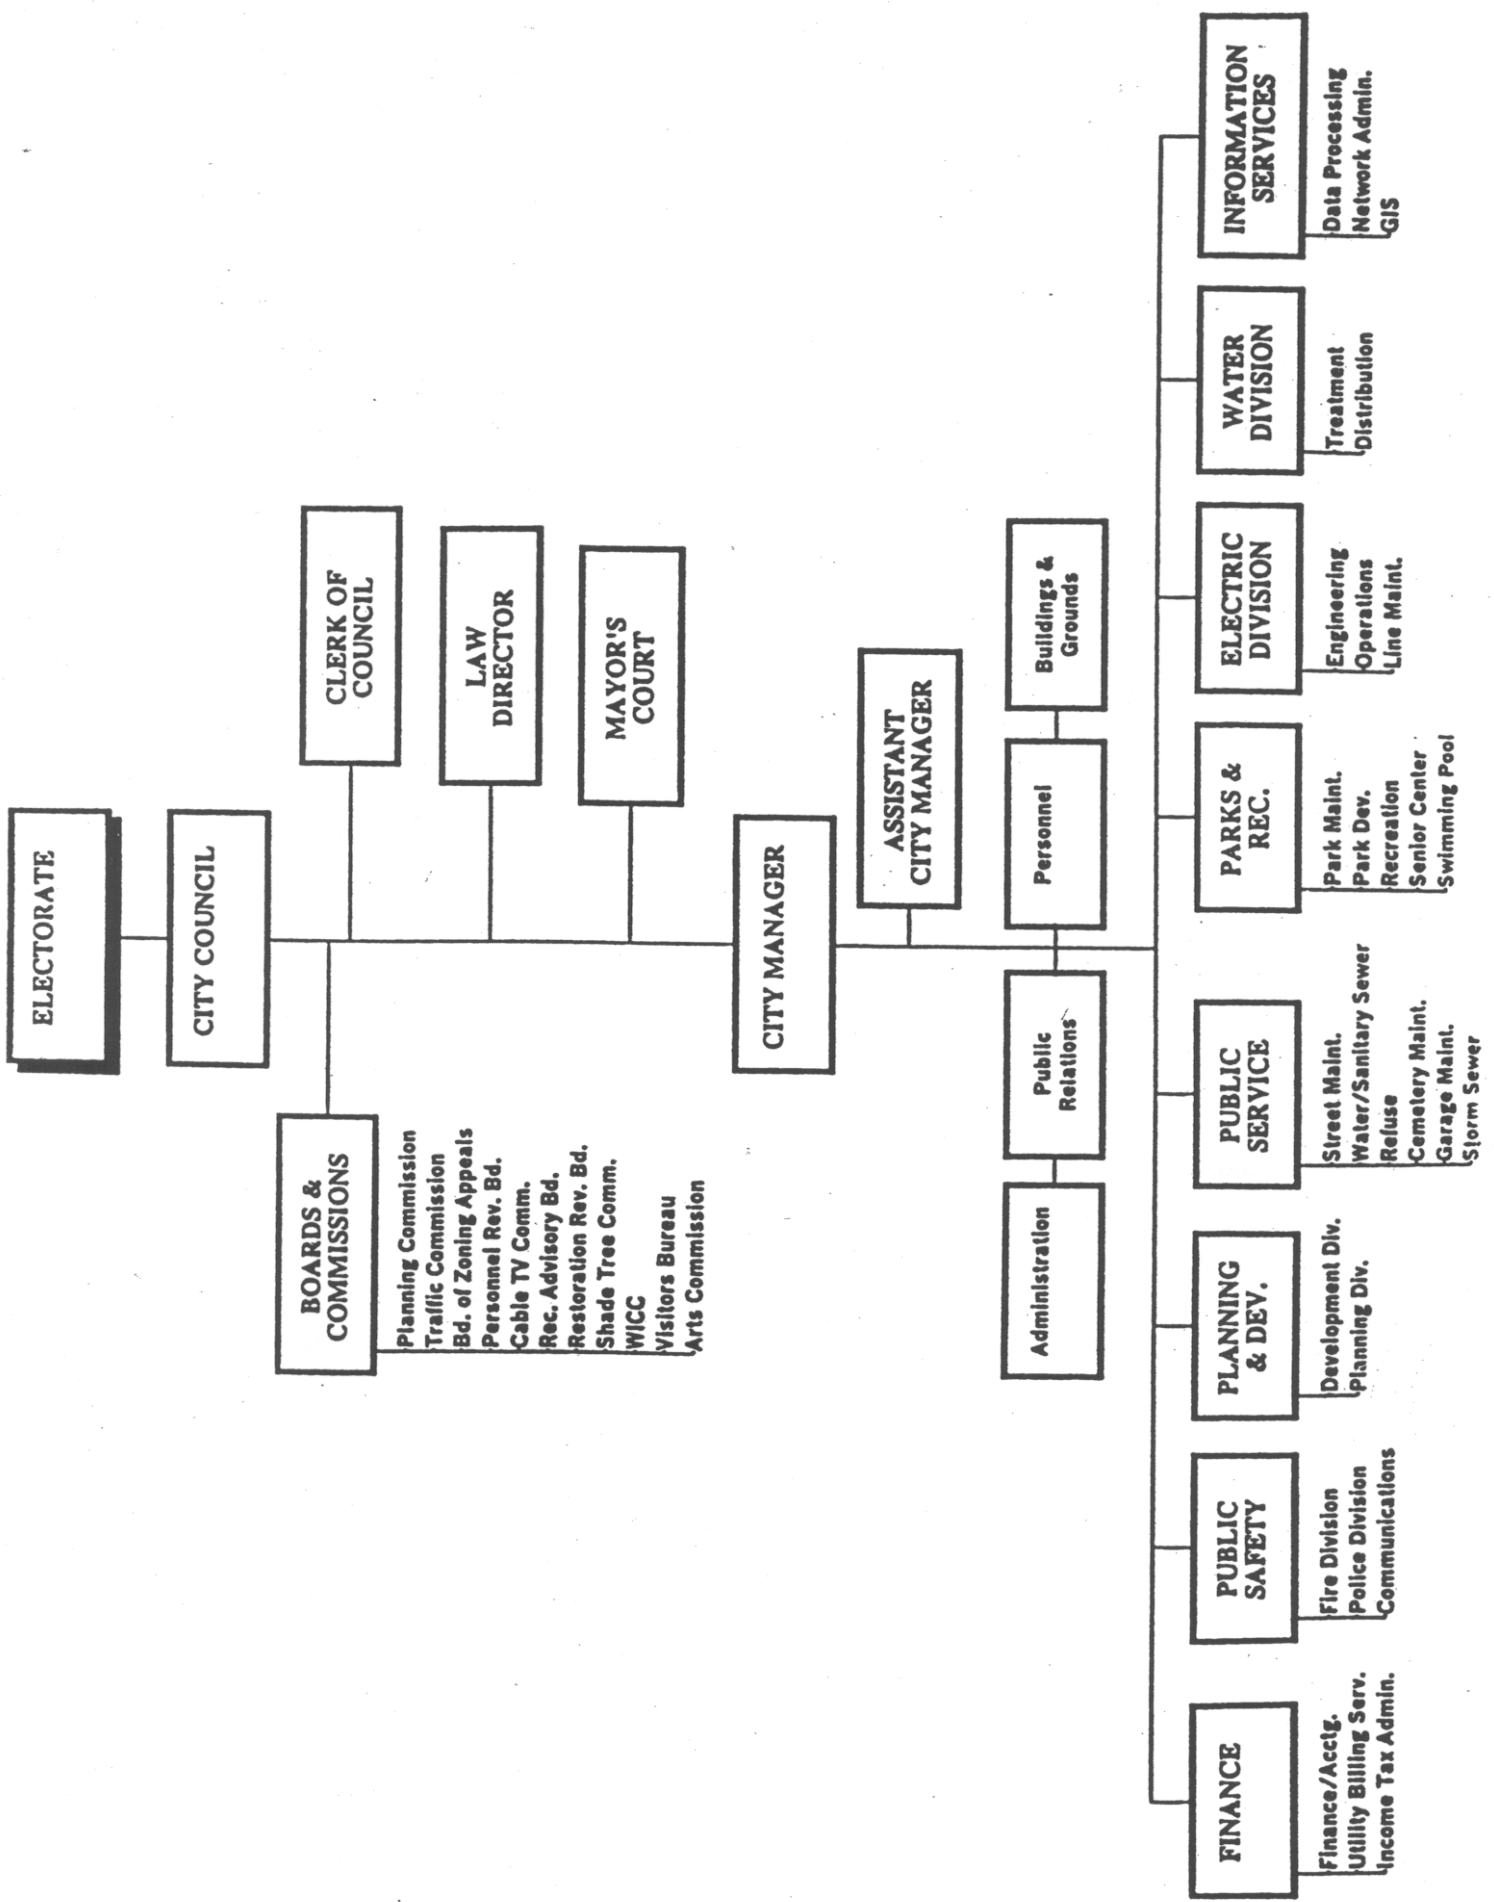 ELECTORATE
CITY COUNCIL
BOARDS &
COMMISSIONS
Planning Commission
Traffic Commission
Bd. of Zoning Appeals
Personnel Rev. Bd.
Cable TV Comm.
Rec. Advisory Bd.
Restoration Rev. Bd.
Shade Tree Comm.
WICC
Visitors Bureau
Arts Commission
CLERK OF
COUNCIL
LAW
DIRECTOR
MAYOR'S
COURT
CITY MANAGER
ASSISTANT
CITY MANAGER
Administration
Public
Relations
Personnel
Buildings &
Grounds
FINANCE
Finance/Acctg.
Utility Billing Serv.
Income Tax Admin.
PUBLIC
SAFETY
Fire Division
Police Division
Communications
PLANNING
& DEV.
Development Div.
Planning Div.
PUBLIC
SERVICE
Street Maint.
Water/Sanitary Sewer
Refuse
Cemetery Maint.
Garage Maint.
Storm Sewer
PARKS &
REC.
Park Maint.
Park Dev.
Recreation
Senior Center
Swimming Pool
ELECTRIC
DIVISION
Engineering
Operations
Line Maint.
WATER
DIVISION
Treatment
Distribution
INFORMATION
SERVICES
Data Processing
Network Admin.
GIS